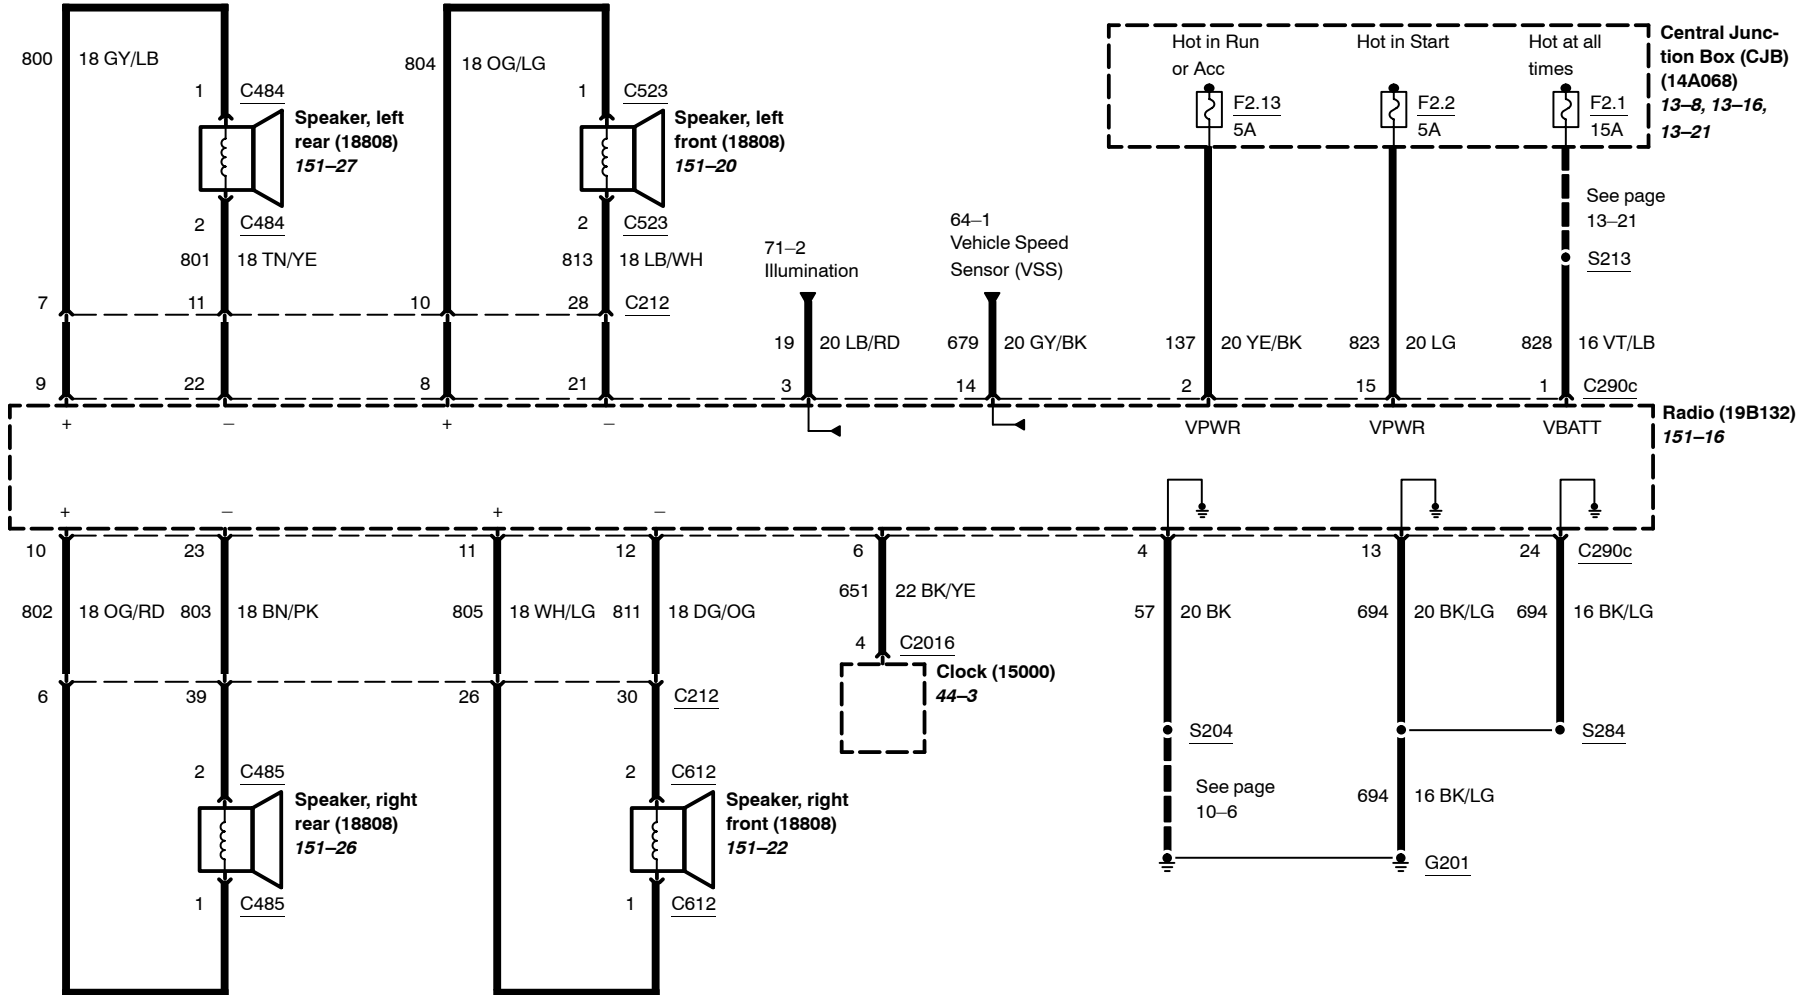 800
18 GY/LB
1
C484
Speaker, left
rear (18808)
151–27
2
C484
801
18 TN/YE
7
11
9
22
804
18 OG/LG
1
C523
Speaker, left
front (18808)
151–20
2
C523
813
18 LB/WH
10
28
C212
8
21
71–2
Illumination
19
20 LB/RD
3
64–1
Vehicle Speed
Sensor (VSS)
679
20 GY/BK
14
Hot in Run
or Acc
F2.13
5A
137
20 YE/BK
2
Hot in Start
F2.2
5A
823
20 LG
15
Hot at all
times
F2.1
15A
See page
13–21
S213
828
16 VT/LB
1
C290c
Central Junc-
tion Box (CJB)
(14A068)
13–8, 13–16,
13–21
Radio (19B132)
151–16
+
–
+
–
VPWR
VPWR
VBATT
+
–
+
–
10
23
11
12
6
4
13
24
C290c
802
18 OG/RD
803
18 BN/PK
805
18 WH/LG
811
18 DG/OG
651
22 BK/YE
57
20 BK
694
20 BK/LG
694
16 BK/LG
6
39
26
30
C212
4
C2016
Clock (15000)
44–3
S204
S284
See page
10–6
694
16 BK/LG
G201
2
C485
Speaker, right
rear (18808)
151–26
1
C485
2
C612
Speaker, right
front (18808)
151–22
1
C612